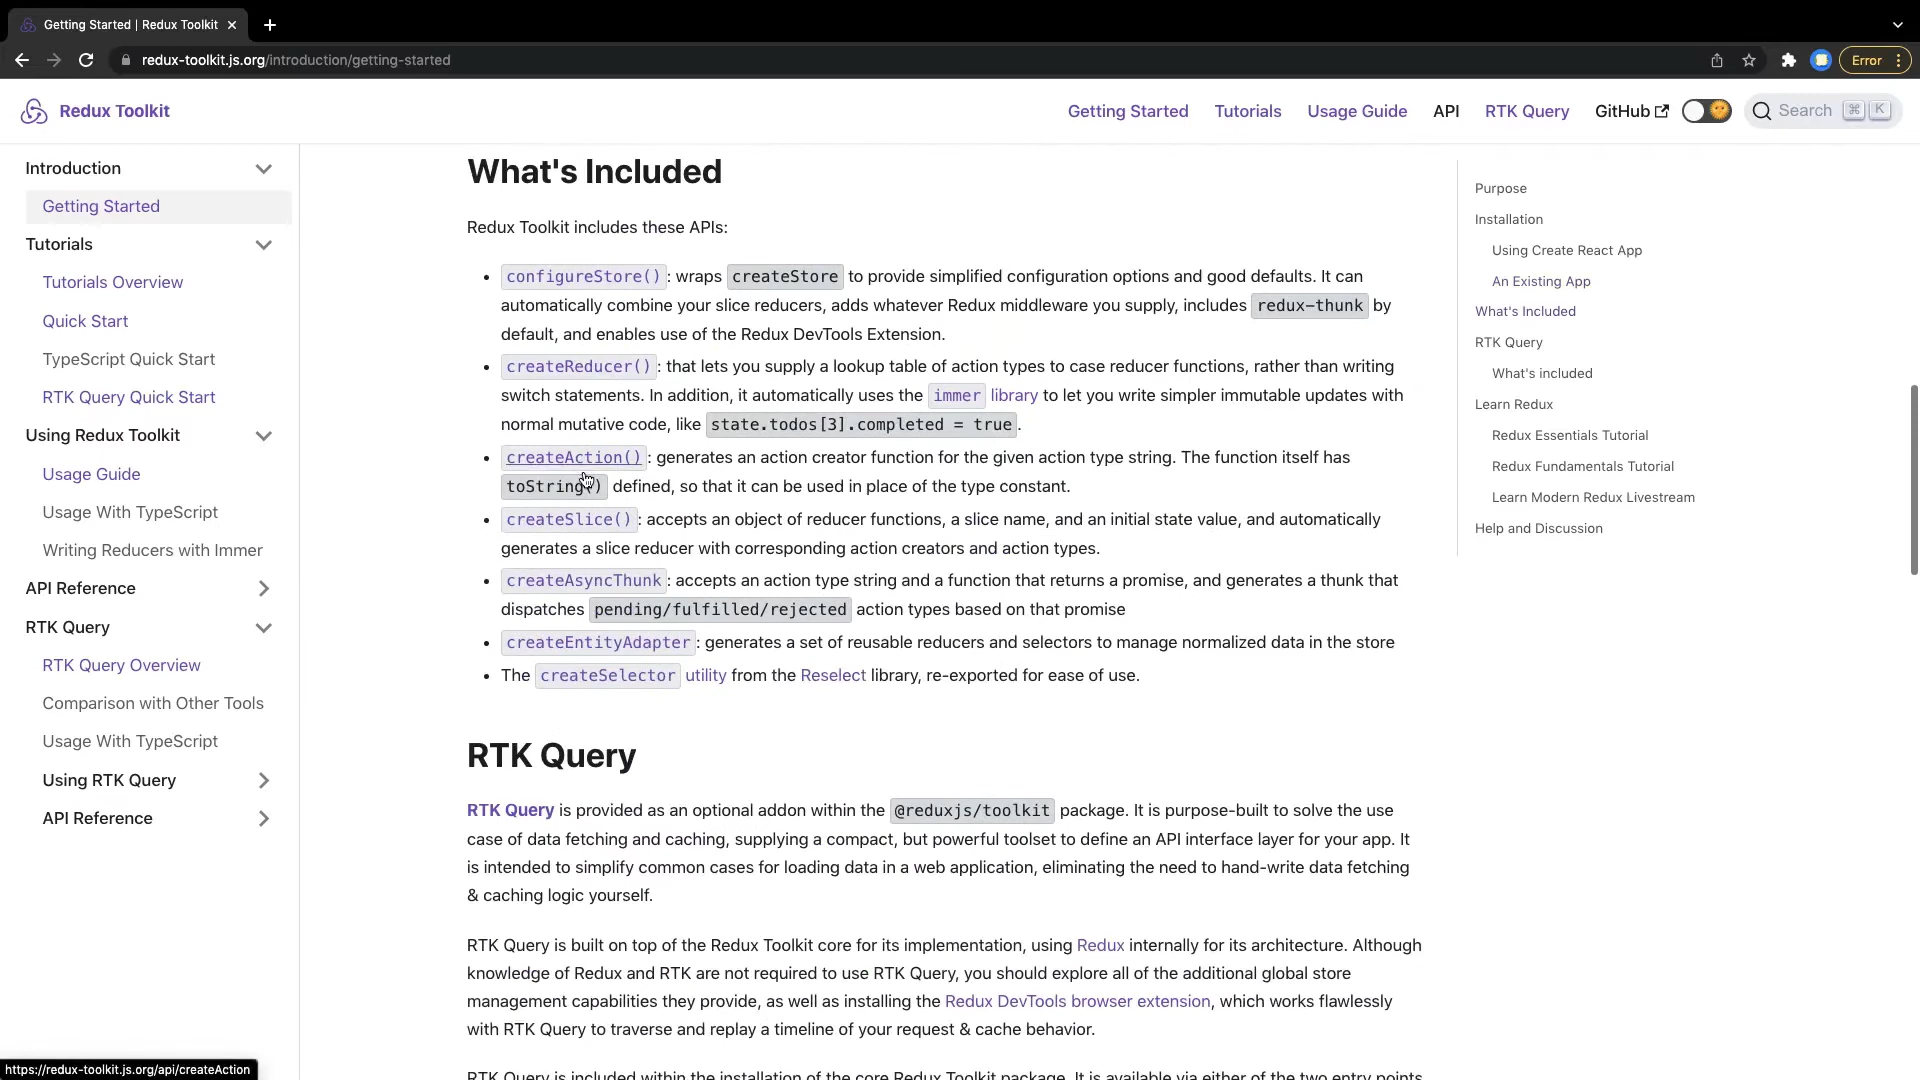 Getting Started | Redux Toolkit
redux-toolkit.js.org/introduction/getting-started
Error
Redux Toolkit
Getting Started
Tutorials
Usage Guide
API
RTK Query
GitHub
Search ⌘ K
Introduction
Getting Started
Tutorials
Tutorials Overview
Quick Start
TypeScript Quick Start
RTK Query Quick Start
Using Redux Toolkit
Usage Guide
Usage With TypeScript
Writing Reducers with Immer
API Reference
RTK Query
RTK Query Overview
Comparison with Other Tools
Usage With TypeScript
Using RTK Query
API Reference
What's Included
Redux Toolkit includes these APIs:
configureStore(): wraps createStore to provide simplified configuration options and good defaults. It can
automatically combine your slice reducers, adds whatever Redux middleware you supply, includes redux-thunk by
default, and enables use of the Redux DevTools Extension.
createReducer(): that lets you supply a lookup table of action types to case reducer functions, rather than writing
switch statements. In addition, it automatically uses the immer library to let you write simpler immutable updates with
normal mutative code, like state.todos[3].completed = true.
createAction(): generates an action creator function for the given action type string. The function itself has
toString() defined, so that it can be used in place of the type constant.
createSlice(): accepts an object of reducer functions, a slice name, and an initial state value, and automatically
generates a slice reducer with corresponding action creators and action types.
createAsyncThunk: accepts an action type string and a function that returns a promise, and generates a thunk that
dispatches pending/fulfilled/rejected action types based on that promise
createEntityAdapter: generates a set of reusable reducers and selectors to manage normalized data in the store
The createSelector utility from the Reselect library, re-exported for ease of use.
RTK Query
RTK Query is provided as an optional addon within the @reduxjs/toolkit package. It is purpose-built to solve the use
case of data fetching and caching, supplying a compact, but powerful toolset to define an API interface layer for your app. It
is intended to simplify common cases for loading data in a web application, eliminating the need to hand-write data fetching
& caching logic yourself.
RTK Query is built on top of the Redux Toolkit core for its implementation, using Redux internally for its architecture. Although
knowledge of Redux and RTK are not required to use RTK Query, you should explore all of the additional global store
management capabilities they provide, as well as installing the Redux DevTools browser extension, which works flawlessly
with RTK Query to traverse and replay a timeline of your request & cache behavior.
RTK Query is included within the installation of the core Redux Toolkit package. It is available via either of the two entry points
Purpose
Installation
Using Create React App
An Existing App
What's Included
RTK Query
What's included
Learn Redux
Redux Essentials Tutorial
Redux Fundamentals Tutorial
Learn Modern Redux Livestream
Help and Discussion
https://redux-toolkit.js.org/api/createAction